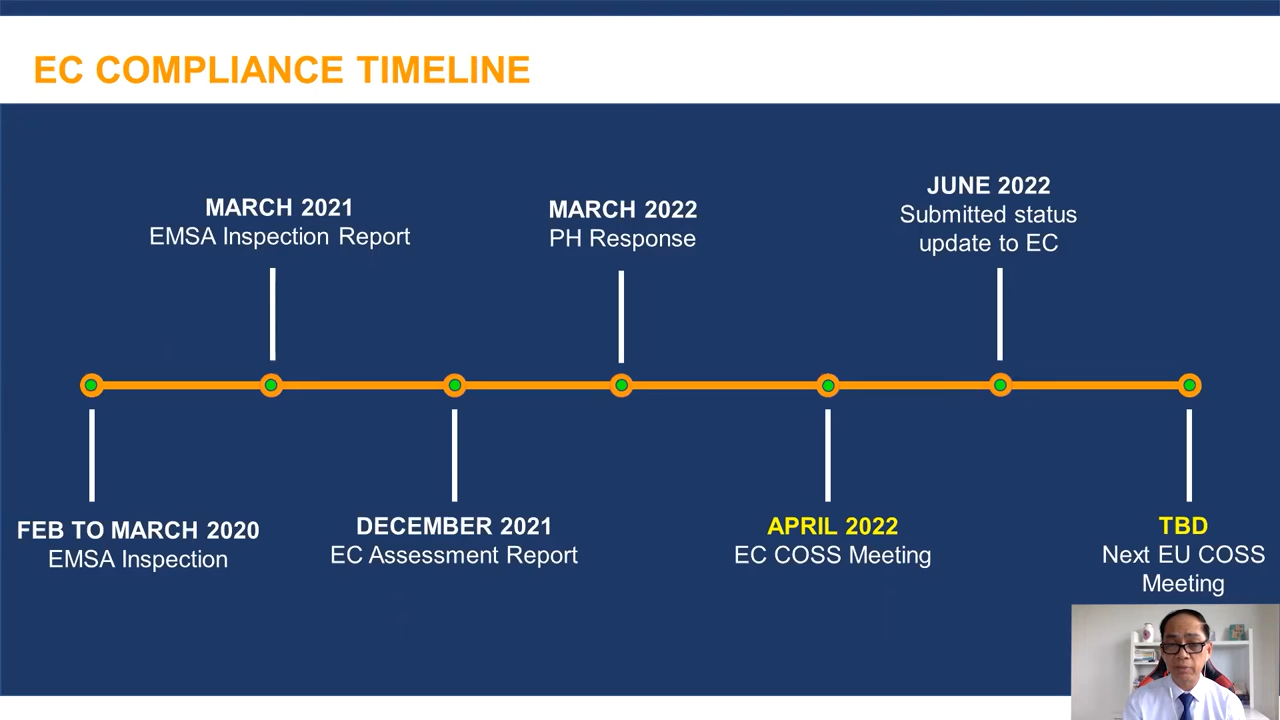 EC COMPLIANCE TIMELINE
MARCH 2021
EMSA Inspection Report
MARCH 2022
PH Response
JUNE 2022
Submitted status
update to EC
FEB TO MARCH 2020
EMSA Inspection
DECEMBER 2021
EC Assessment Report
APRIL 2022
EC COSS Meeting
TBD
Next EU COSS
Meeting